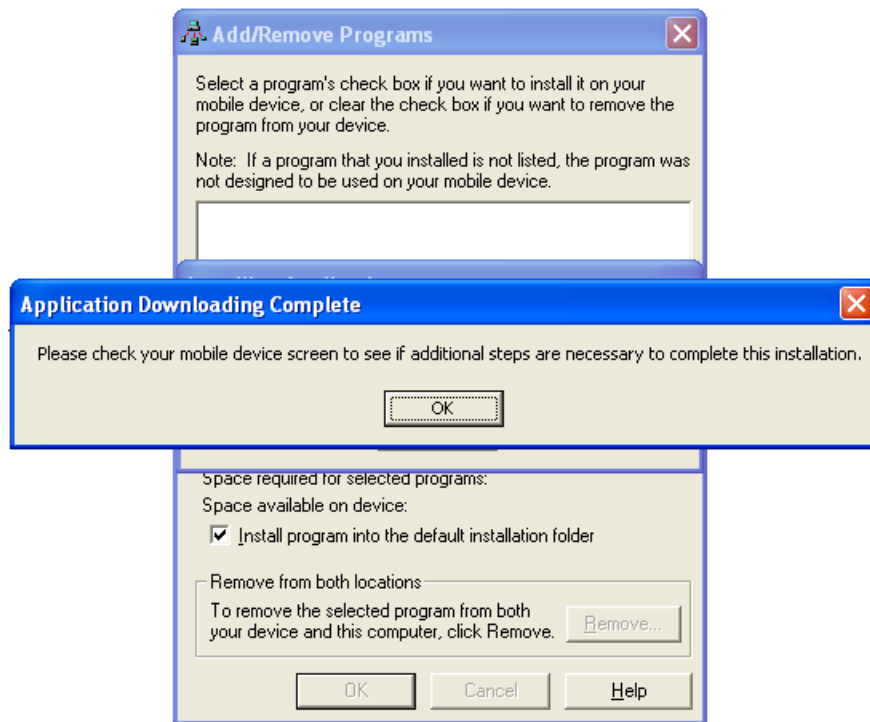 Add/Remove Programs
Select a program's check box if you want to install it on your
mobile device, or clear the check box if you want to remove the
program from your device.
Note: If a program that you installed is not listed, the program was
not designed to be used on your mobile device.
Application Downloading Complete
Please check your mobile device screen to see if additional steps are necessary to complete this installation.
OK
Space required for selected programs:
Space available on device:
Install program into the default installation folder
Remove from both locations
To remove the selected program from both
your device and this computer, click Remove.
Remove...
OK
Cancel
Help